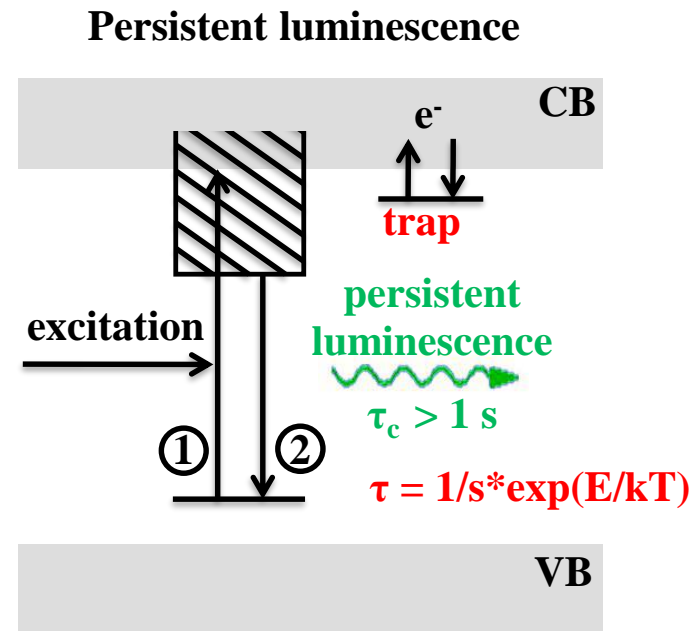 Persistent luminescence
CB
e⁻
trap
persistent
luminescence
excitation
τc > 1 s
① ②
τ = 1/s*exp(E/kT)
VB